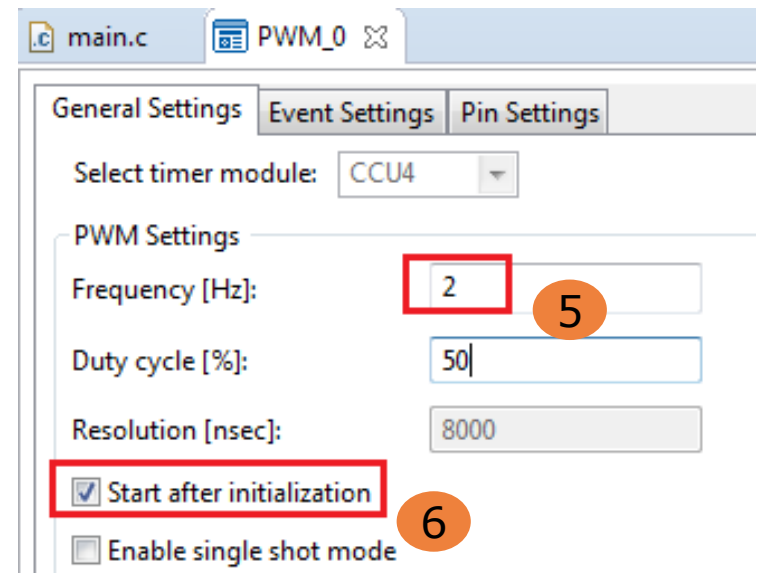 .c main.c PWM_0
General Settings Event Settings Pin Settings
Select timer module: CCU4
PWM Settings
Frequency [Hz]: 2
5
Duty cycle [%]: 50
Resolution [nsec]: 8000
Start after initialization
6
Enable single shot mode